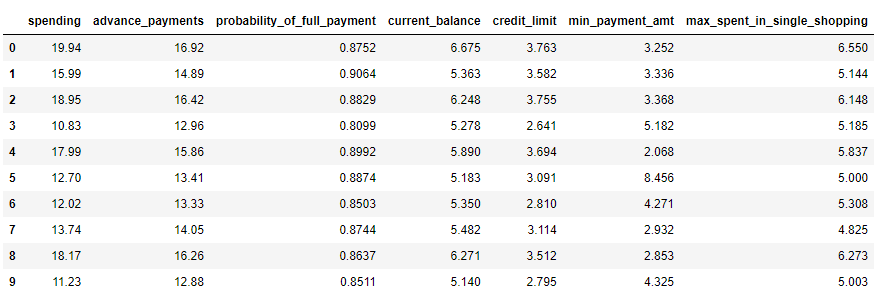 spending advance_payments probability_of_full_payment current_balance credit_limit min_payment_amt max_spent_in_single_shopping
0 19.94 16.92 0.8752 6.675 3.763 3.252 6.550
1 15.99 14.89 0.9064 5.363 3.582 3.336 5.144
2 18.95 16.42 0.8829 6.248 3.755 3.368 6.148
3 10.83 12.96 0.8099 5.278 2.641 5.182 5.185
4 17.99 15.86 0.8992 5.890 3.694 2.068 5.837
5 12.70 13.41 0.8874 5.183 3.091 8.456 5.000
6 12.02 13.33 0.8503 5.350 2.810 4.271 5.308
7 13.74 14.05 0.8744 5.482 3.114 2.932 4.825
8 18.17 16.26 0.8637 6.271 3.512 2.853 6.273
9 11.23 12.88 0.8511 5.140 2.795 4.325 5.003